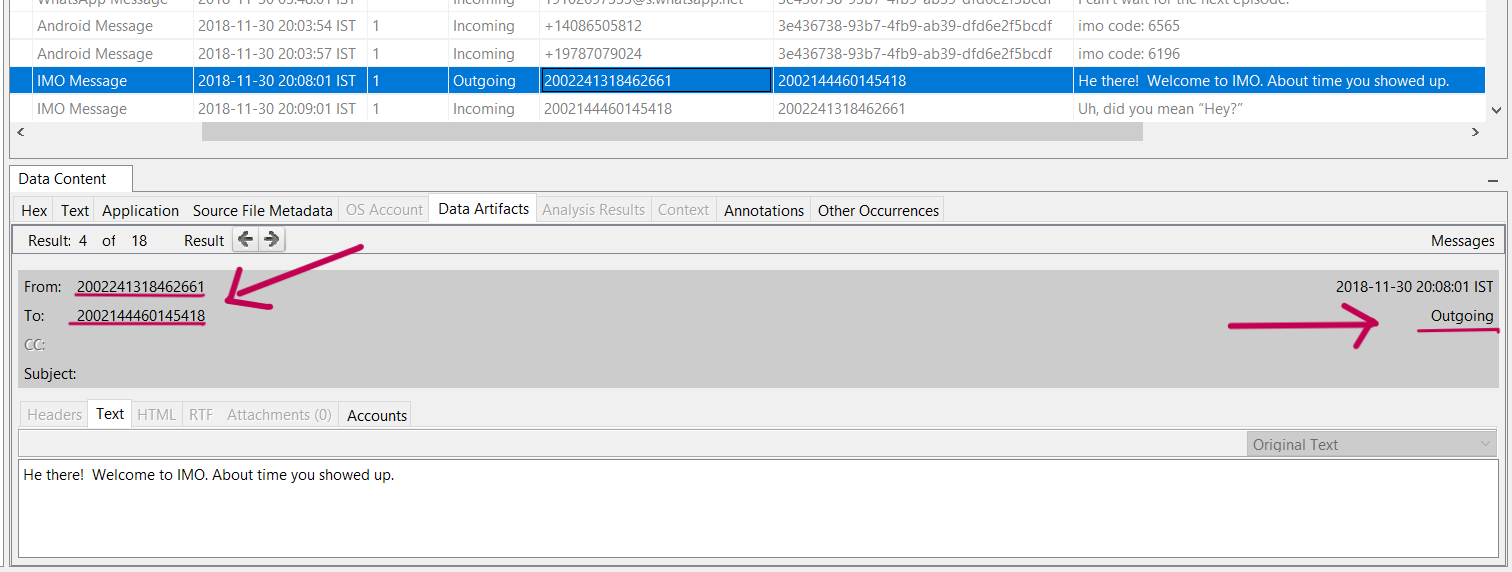 WhatsApp Message 2018-11-30 03:48:01 IST 1 Incoming 19102697333@s.whatsapp.net I can't wait for the next episode.
Android Message 2018-11-30 20:03:54 IST 1 Incoming +14086505812 3e436738-93b7-4fb9-ab39-dfd6e2f5bcdf imo code: 6565
Android Message 2018-11-30 20:03:57 IST 1 Incoming +19787079024 3e436738-93b7-4fb9-ab39-dfd6e2f5bcdf imo code: 6196
IMO Message 2018-11-30 20:08:01 IST 1 Outgoing 2002241318462661 2002144460145418 He there!  Welcome to IMO. About time you showed up.
IMO Message 2018-11-30 20:09:01 IST 1 Incoming 2002144460145418 2002241318462661 Uh, did you mean “Hey?”
Data Content
Hex Text Application Source File Metadata OS Account Data Artifacts Analysis Results Context Annotations Other Occurrences
Result: 4 of 18 Result Messages
From: 2002241318462661 2018-11-30 20:08:01 IST
To: 2002144460145418 Outgoing
CC:
Subject:
Headers Text HTML RTF Attachments (0) Accounts
Original Text
He there!  Welcome to IMO. About time you showed up.